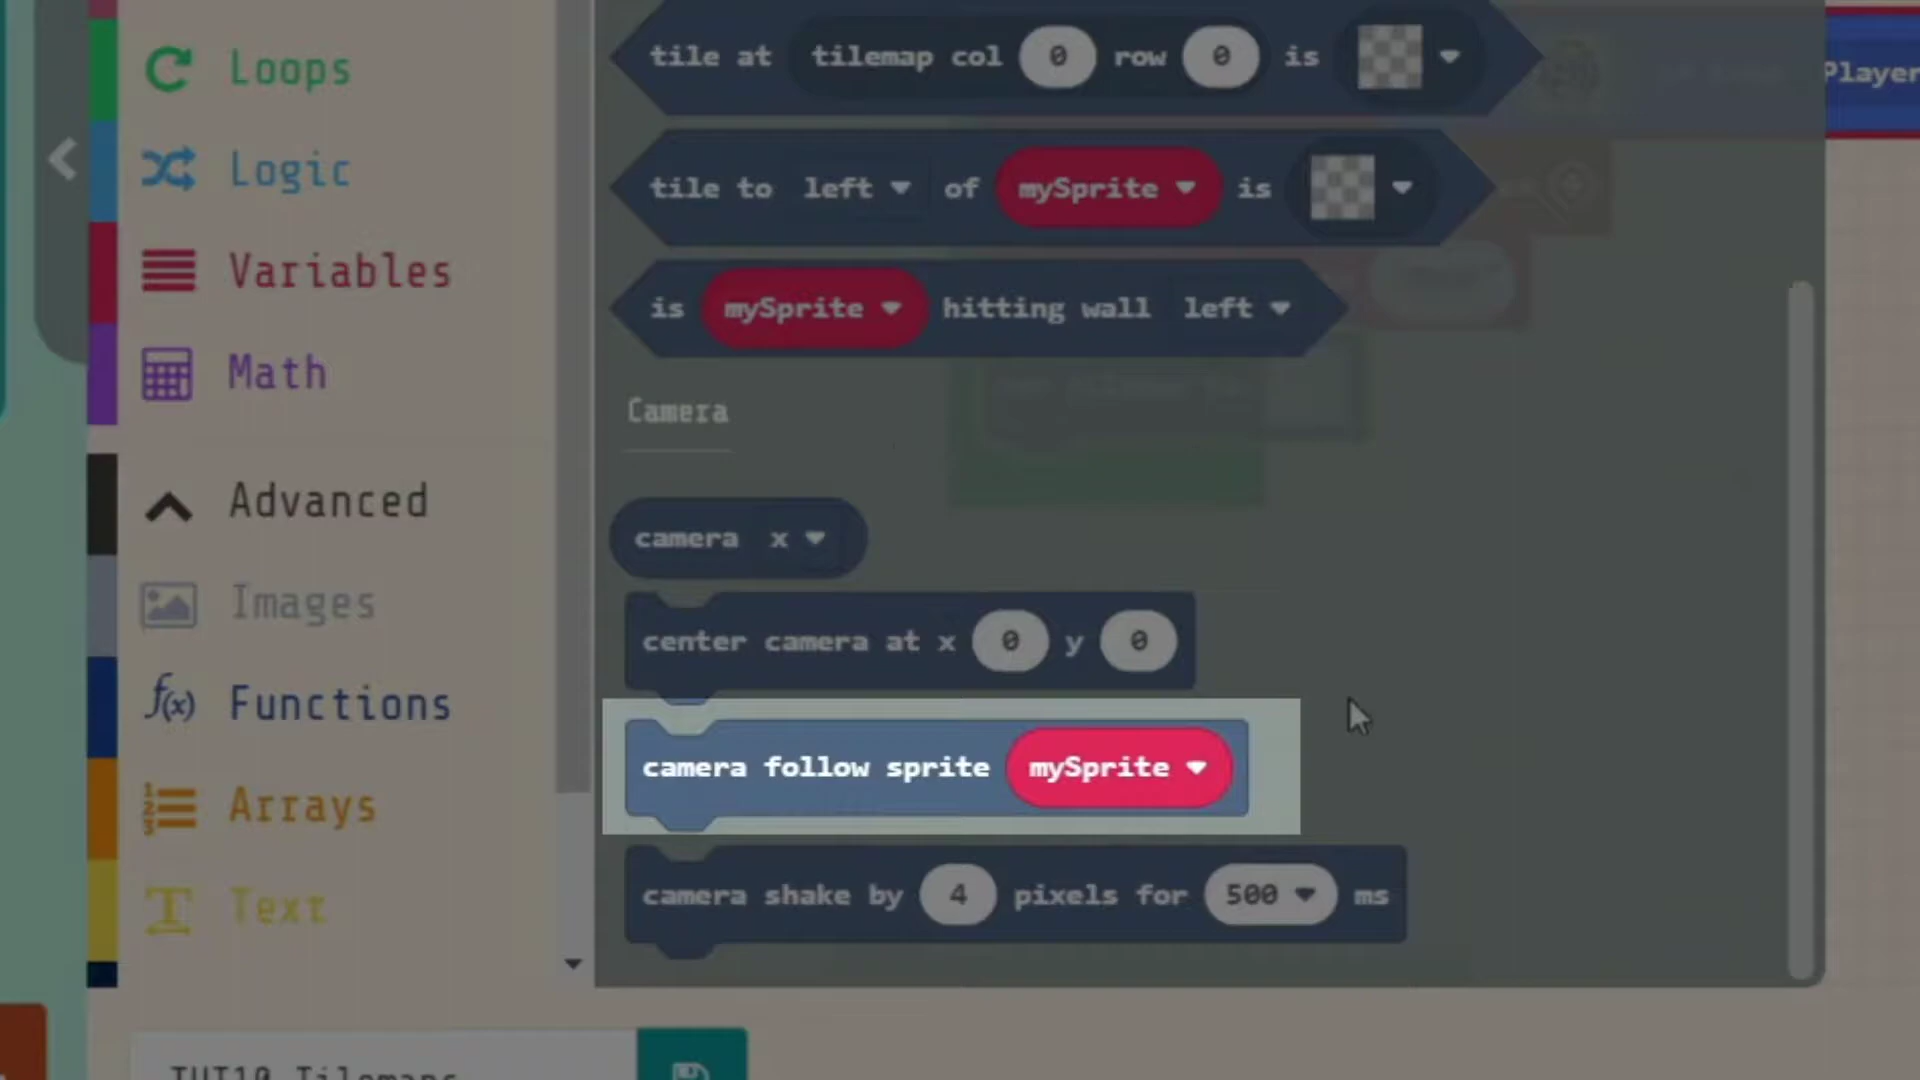 Loops
Logic
Variables
Math
Advanced
Images
f(x) Functions
Arrays
Text
tile at tilemap col 0 row 0 is
tile to left of mySprite is
is mySprite hitting wall left
Camera
camera x
center camera at x 0 y 0
camera follow sprite mySprite
camera shake by 4 pixels for 500 ms
Player
TUT10 Tilemaps